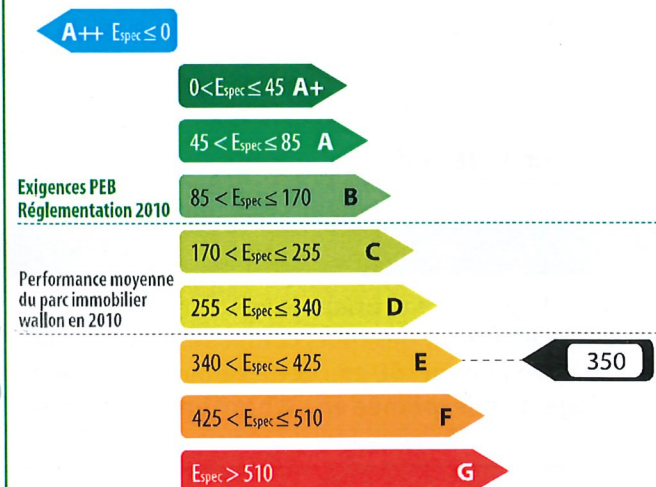 A++ Espec ≤ 0
0 < Espec ≤ 45 A+
45 < Espec ≤ 85 A
Exigences PEB
Réglementation 2010
85 < Espec ≤ 170 B
170 < Espec ≤ 255 C
Performance moyenne
du parc immobilier
wallon en 2010
255 < Espec ≤ 340 D
340 < Espec ≤ 425 E
350
425 < Espec ≤ 510 F
Espec > 510 G